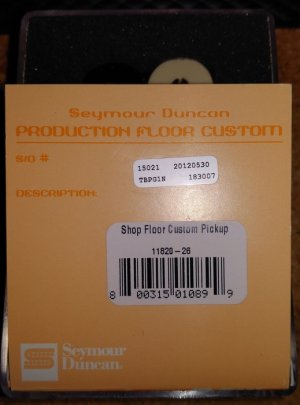 Seymour Duncan
PRODUCTION FLOOR CUSTOM
S/O #
15021 20120530
TBPG1N 183007
DESCRIPTION:
Shop Floor Custom Pickup
11820-26
8 00315 01089 9
Seymour
Duncan